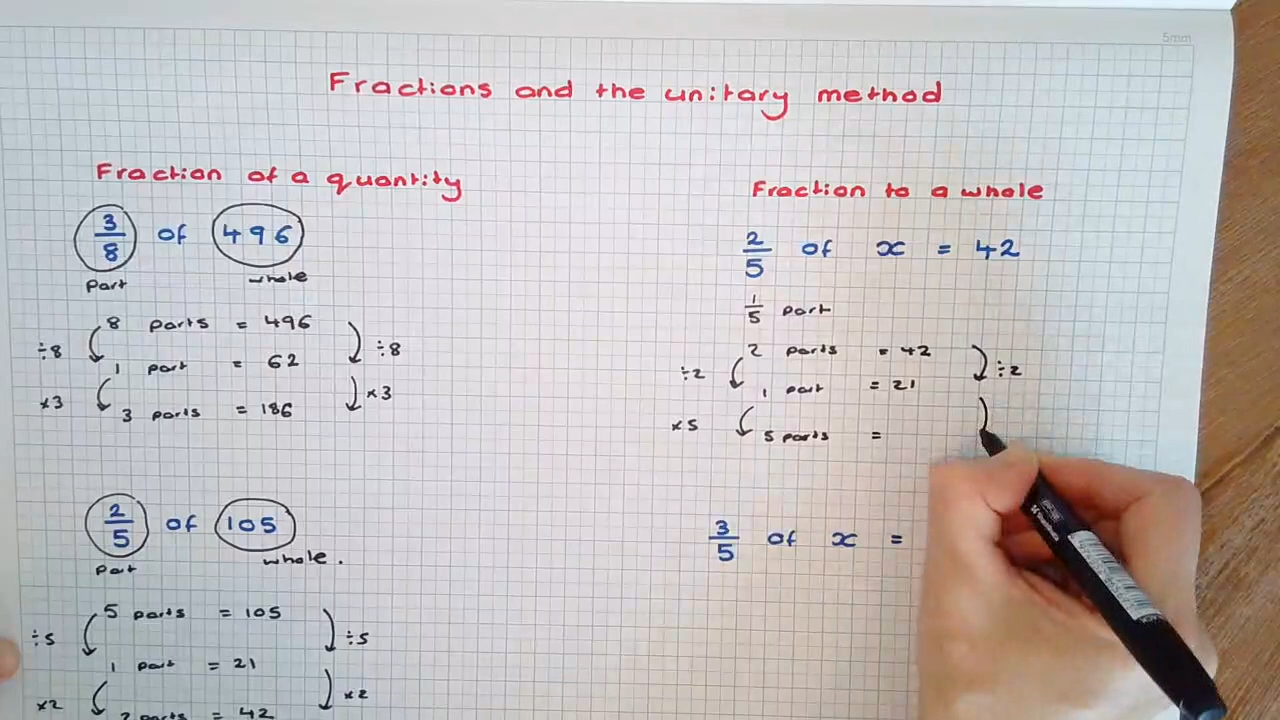 5mm
Fractions and the unitary method
Fraction of a quantity
3/8 of 496
Part whole
8 parts = 496
÷8 ÷8
1 part = 62
×3 ×3
3 parts = 186
2/5 of 105
Part whole.
5 parts = 105
÷5 ÷5
1 part = 21
×2 ×2
2 parts = 42
Fraction to a whole
2/5 of x = 42
1/5 part
2 parts = 42
÷2 ÷2
1 part = 21
×5
5 parts =
3/5 of x =